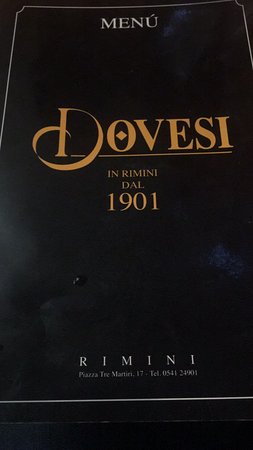 MENÚ
DOVESI
IN RIMINI
DAL
1901
RIMINI
Piazza Tre Martiri, 17 - Tel. 0541 24901